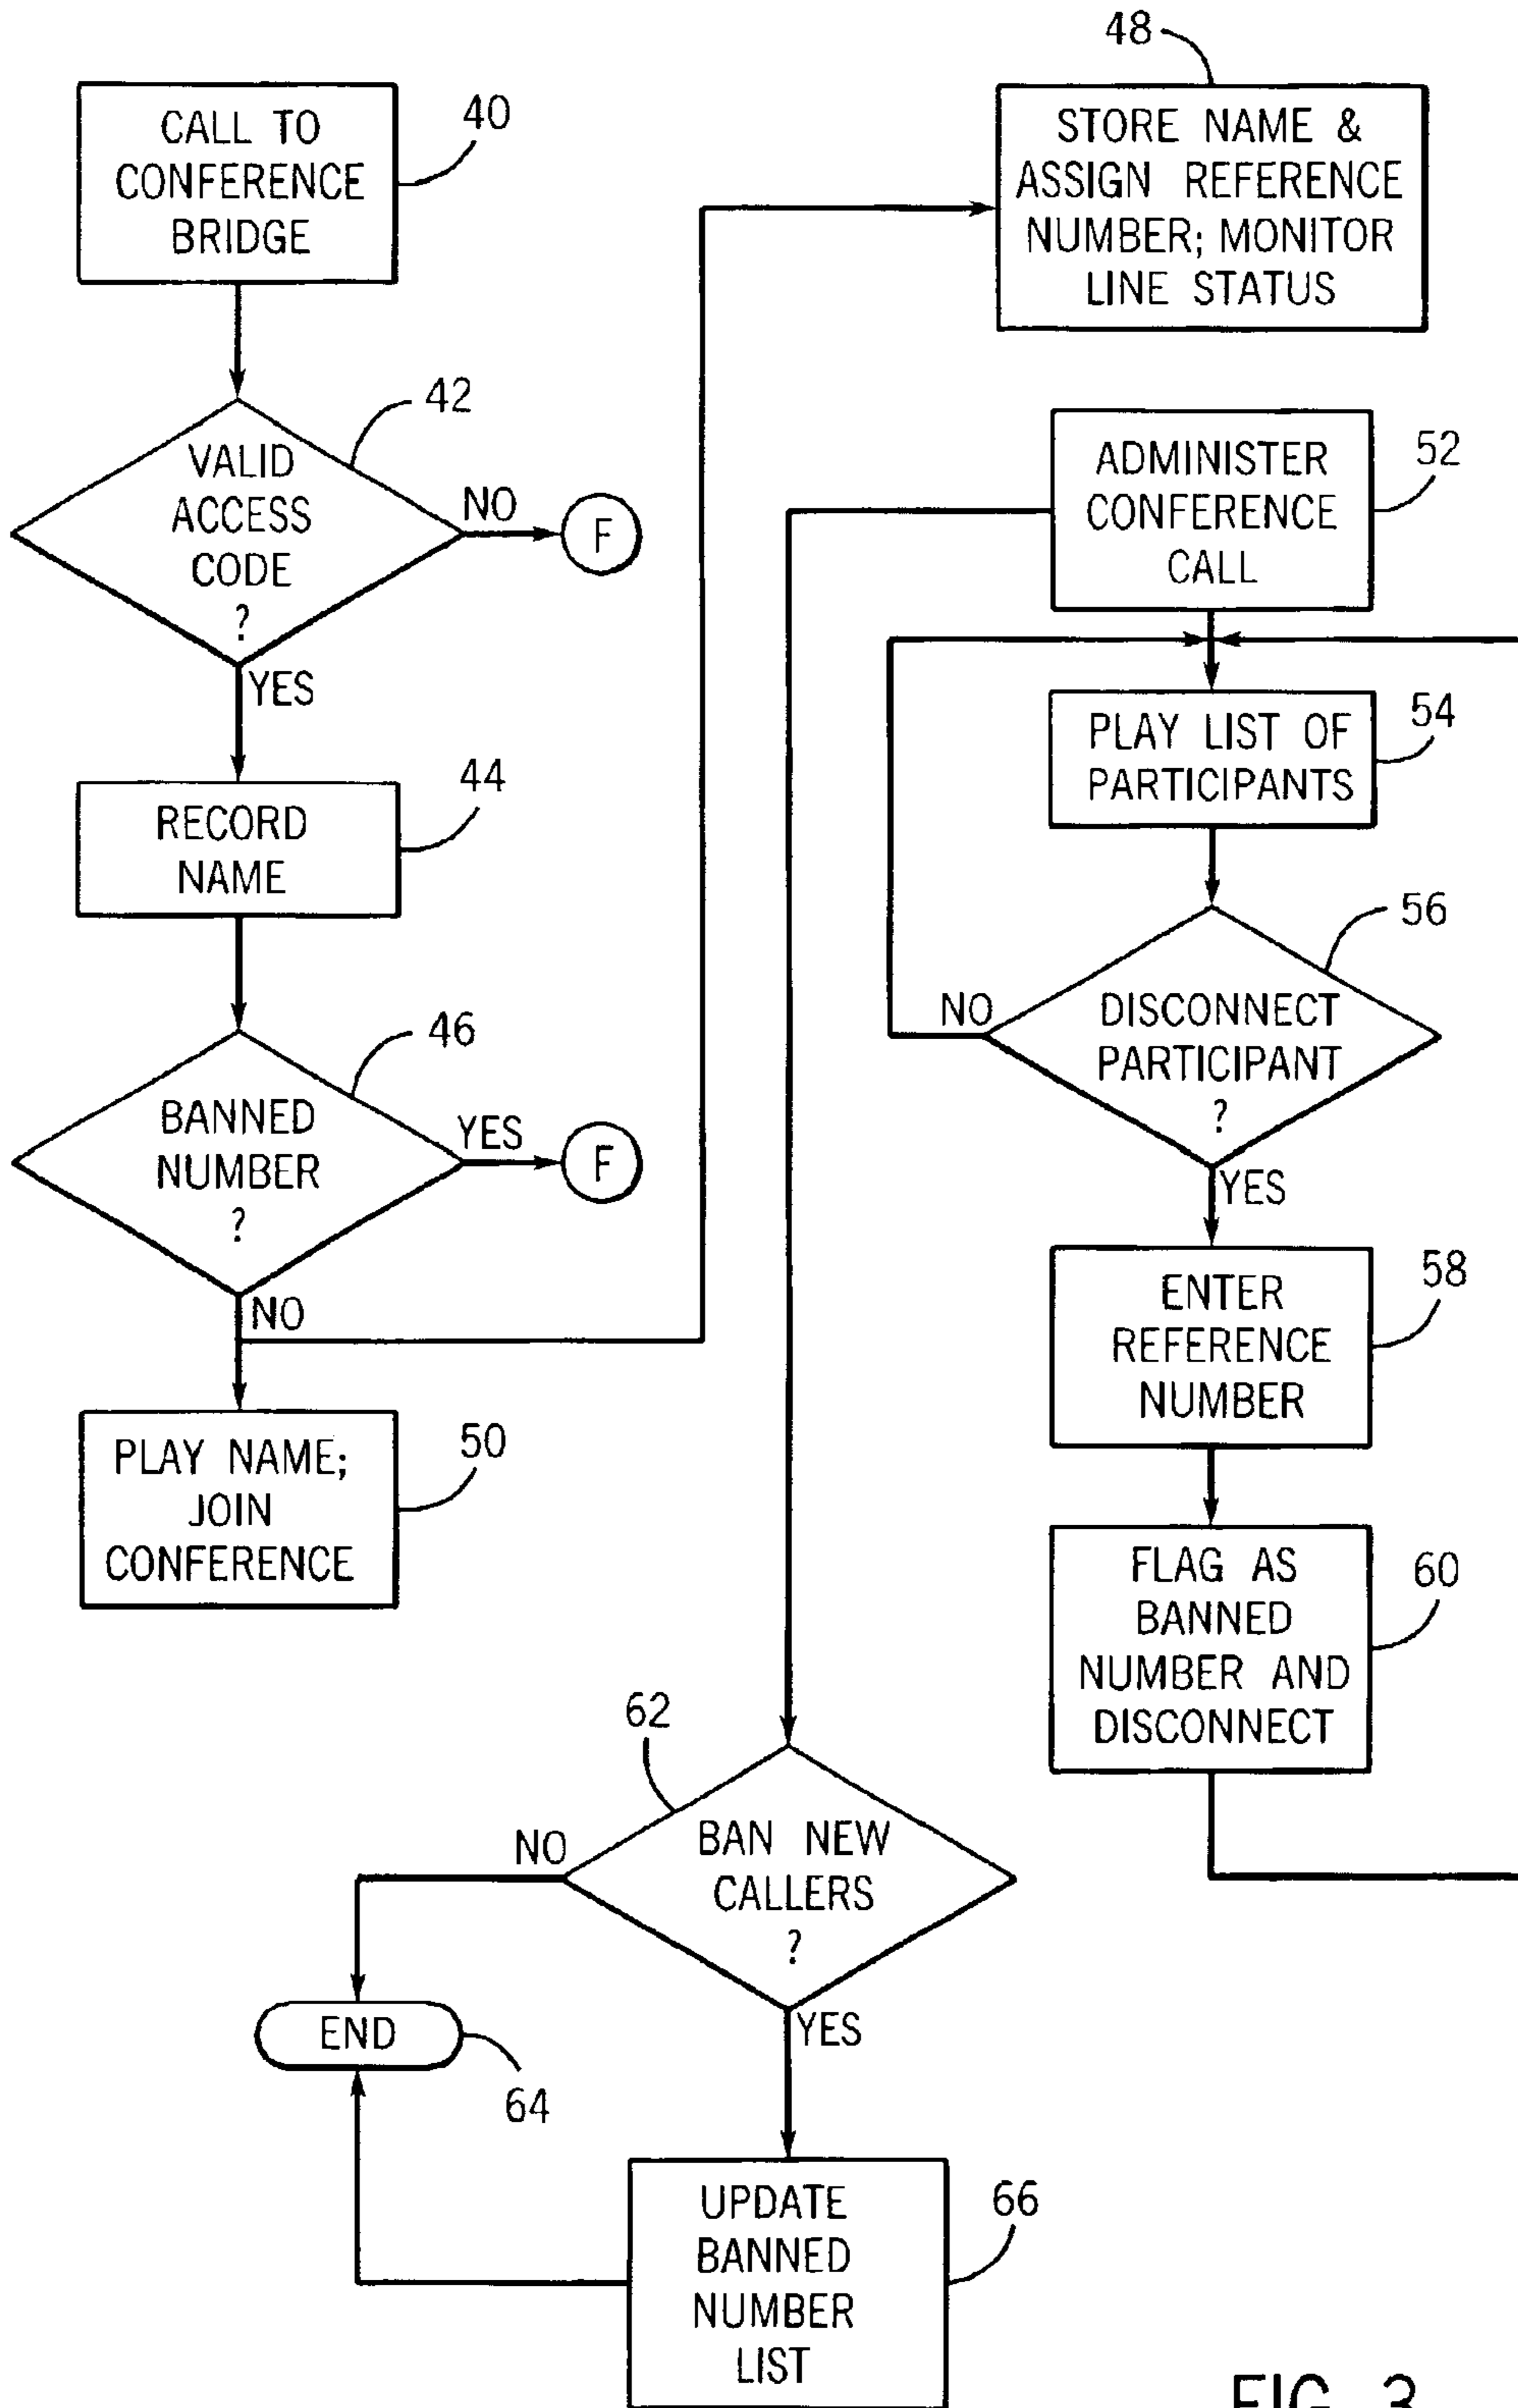 40
CALL TO
CONFERENCE
BRIDGE
42
VALID
ACCESS
CODE
?
NO
F
YES
44
RECORD
NAME
46
BANNED
NUMBER
?
YES
F
NO
50
PLAY NAME;
JOIN
CONFERENCE
48
STORE NAME &
ASSIGN REFERENCE
NUMBER; MONITOR
LINE STATUS
52
ADMINISTER
CONFERENCE
CALL
54
PLAY LIST OF
PARTICIPANTS
56
DISCONNECT
PARTICIPANT
?
NO
YES
58
ENTER
REFERENCE
NUMBER
60
FLAG AS
BANNED
NUMBER AND
DISCONNECT
62
BAN NEW
CALLERS
?
NO
YES
END
64
66
UPDATE
BANNED
NUMBER
LIST
FIG. 3